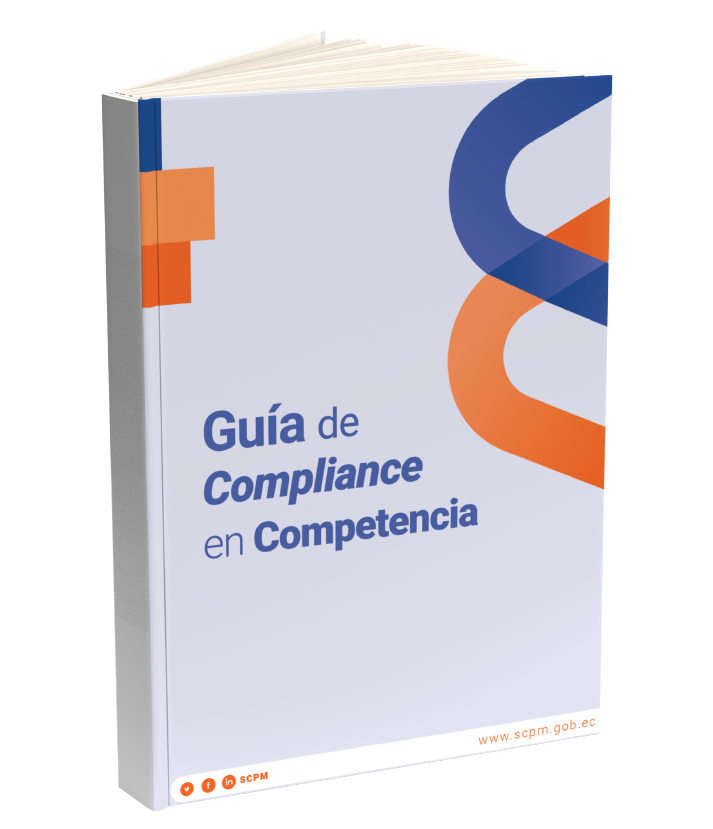 Guía de
Compliance
en Competencia
www.scpm.gob.ec
SCPM